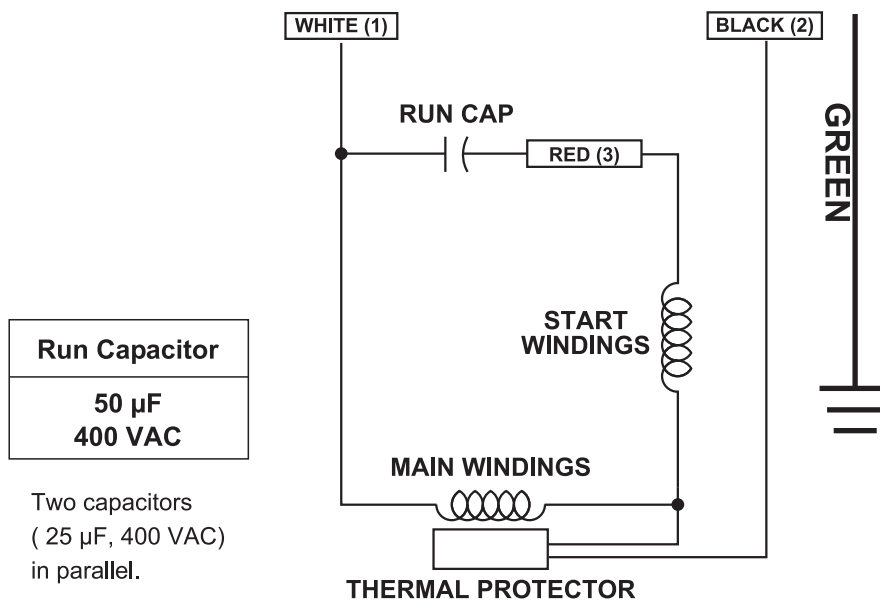 WHITE (1)
BLACK (2)
RUN CAP
RED (3)
GREEN
START
WINDINGS
Run Capacitor
50 µF
400 VAC
MAIN WINDINGS
Two capacitors
( 25 µF, 400 VAC)
in parallel.
THERMAL PROTECTOR